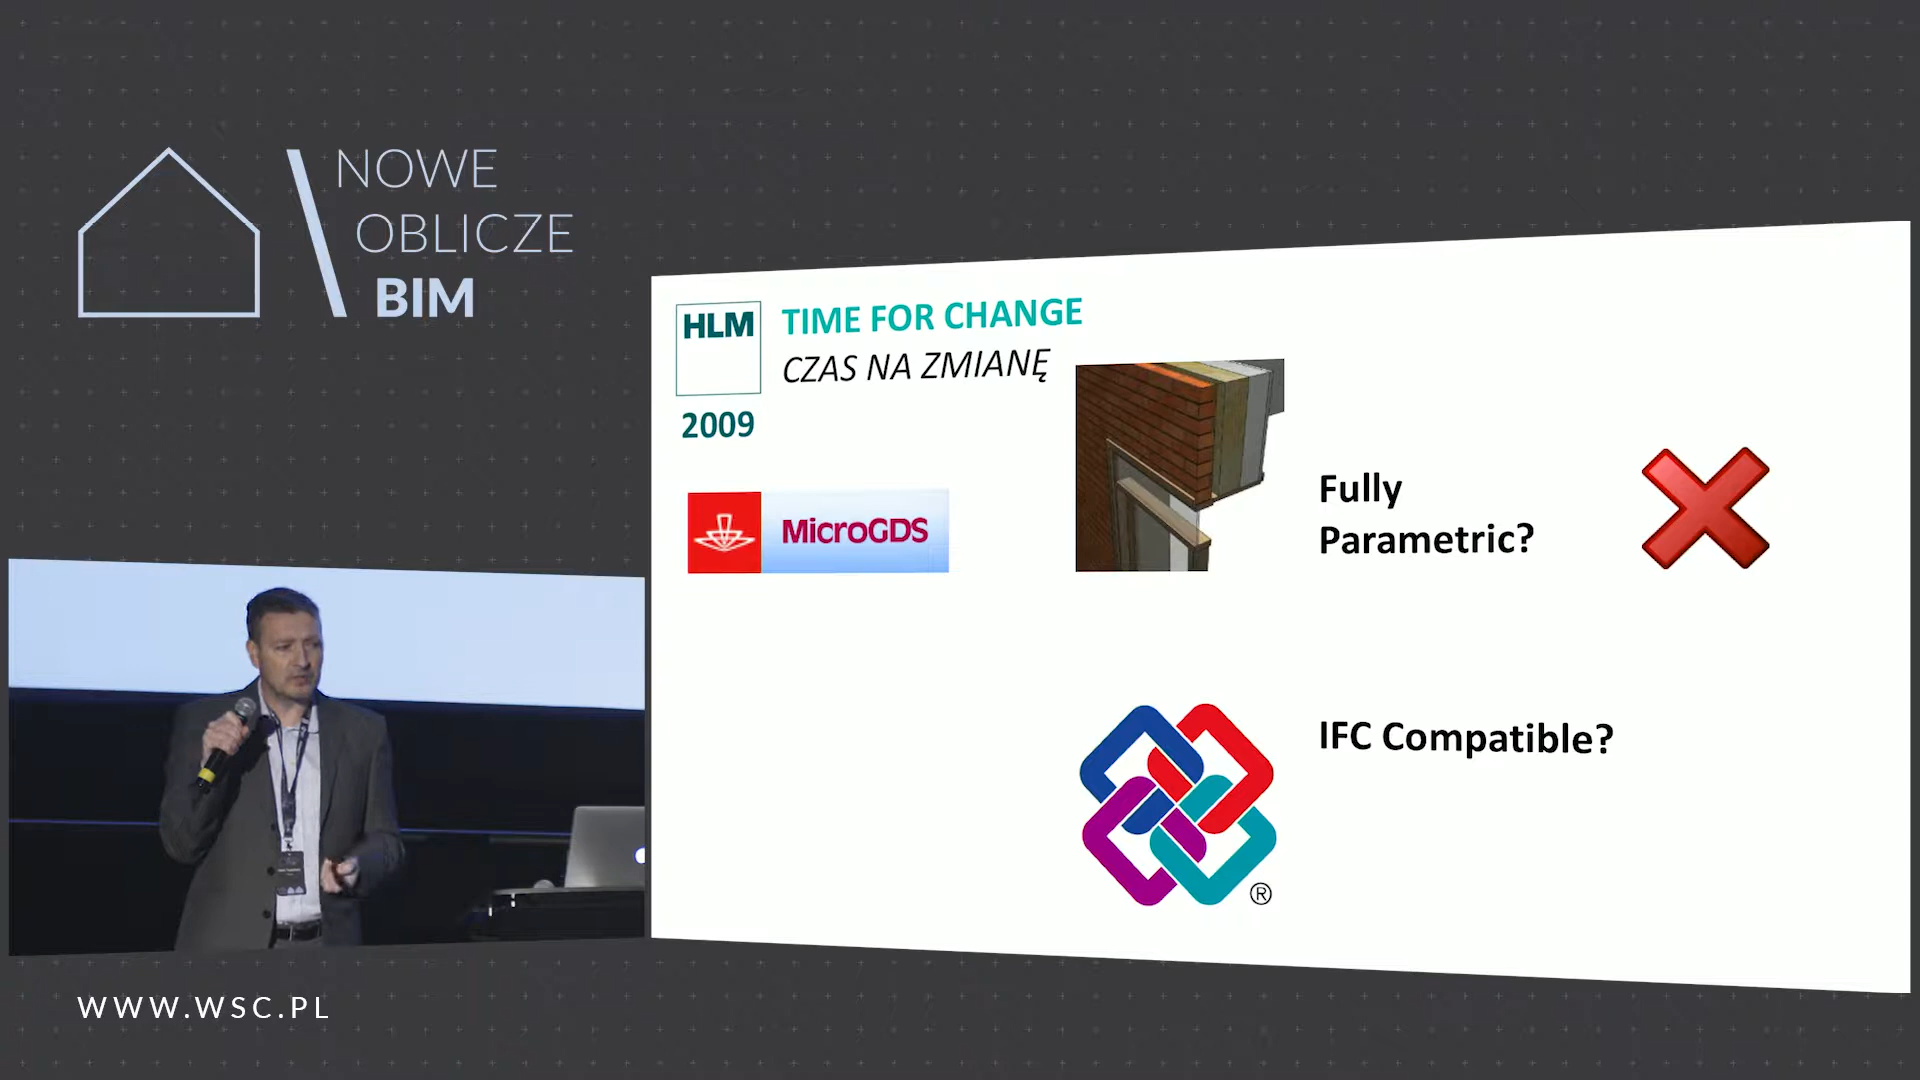 NOWE
OBLICZE
BIM
HLM
TIME FOR CHANGE
CZAS NA ZMIANĘ
2009
MicroGDS
Fully
Parametric?
IFC Compatible?
®
WWW.WSC.PL